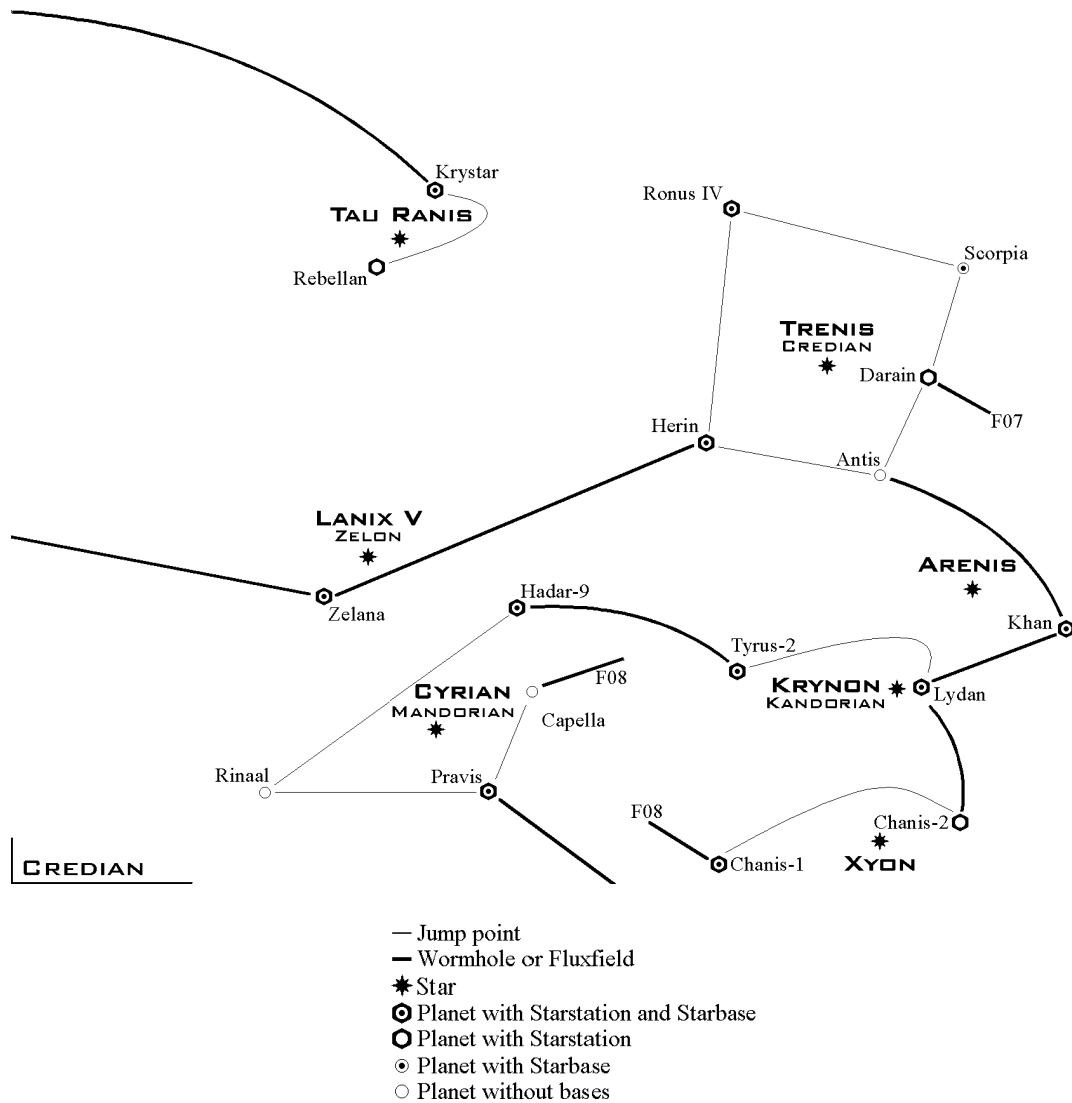 Krystar
Ronus IV
TAU RANIS
Rebellan
Scorpia
TRENIS
CREDIAN
Darain
F07
Herin
Antis
LANIX V
ZELON
ARENIS
Zelana
Hadar-9
Khan
Tyrus-2
F08
CYRIAN
MANDORIAN
KRYNON
KANDORIAN
Lydan
Capella
Rinaal
Pravis
F08
Chanis-2
Chanis-1
XYON
CREDIAN
Jump point
Wormhole or Fluxfield
Star
Planet with Starstation and Starbase
Planet with Starstation
Planet with Starbase
Planet without bases